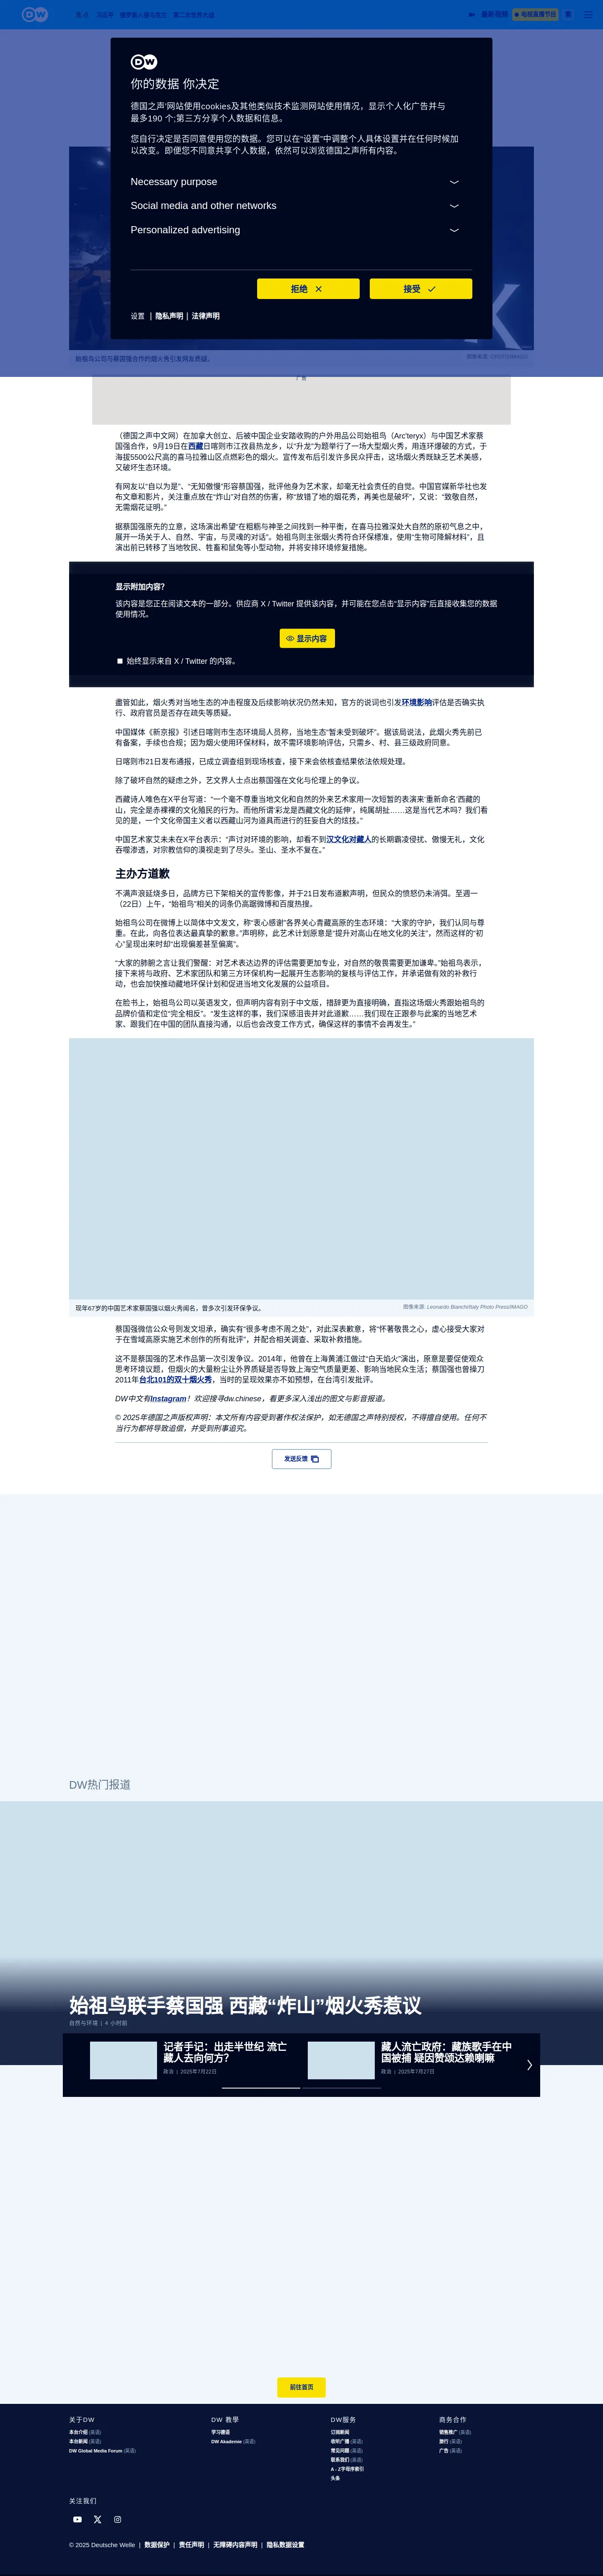 DW
热点 习近平 俄罗斯入侵乌克兰 第二次世界大战
最新视频 电视直播节目
DW
你的数据 你决定
德国之声'网站使用cookies及其他类似技术监测网站使用情况，显示个人化广告并与
最多190 个;第三方分享个人数据和信息。
您自行决定是否同意使用您的数据。您可以在“设置”中调整个人具体设置并在任何时候加
以改变。即便您不同意共享个人数据，依然可以浏览德国之声所有内容。
Necessary purpose
Social media and other networks
Personalized advertising
拒绝
接受
设置 | 隐私声明 | 法律声明
始祖鸟公司与蔡国强合作的烟火秀引发网友质疑。
广告
（德国之声中文网）在加拿大创立、后被中国企业安踏收购的户外用品公司始祖鸟（Arc'teryx）与中国艺术家蔡
国强合作，9月19日在西藏日喀则市江孜县热龙乡，以“升龙”为题举行了一场大型烟火秀，用连环爆破的方式，于
海拔5500公尺高的喜马拉雅山区点燃彩色的烟火。宣传发布后引发许多民众抨击，这场烟火秀既缺乏艺术美感，
又破坏生态环境。
有网友以“自以为是”、“无知傲慢”形容蔡国强，批评他身为艺术家，却毫无社会责任的自觉。中国官媒新华社也发
布文章和影片，关注重点放在“炸山”对自然的伤害，称“放错了地的烟花秀，再美也是破坏”，又说：“致敬自然，
无需烟花证明。”
据蔡国强原先的立意，这场演出希望“在粗粝与神圣之间找到一种平衡，在喜马拉雅深处大自然的原初气息之中，
展开一场关于人、自然、宇宙，与灵魂的对话”。始祖鸟则主张烟火秀符合环保標准，使用“生物可降解材料”，且
演出前已转移了当地牧民、牲畜和鼠兔等小型动物，并将安排环境修复措施。
显示附加内容？
该内容是您正在阅读文本的一部分。供应商 X / Twitter 提供该内容，并可能在您点击“显示内容”后直接收集您的数据
使用情况。
显示内容
始终显示来自 X / Twitter 的内容。
盡管如此，烟火秀对当地生态的冲击程度及后续影响状况仍然未知，官方的说词也引发环境影响评估是否确实执
行、政府官员是否存在疏失等质疑。
中国媒体《新京报》引述日喀则市生态环境局人员称，当地生态“暂未受到破坏”。据该局说法，此烟火秀先前已
有备案，手续也合规；因为烟火使用环保材料，故不需环境影响评估，只需乡、村、县三级政府同意。
日喀则市21日发布通报，已成立调查组到现场核查，接下来会依核查结果依法依规处理。
除了破坏自然的疑虑之外，艺文界人士点出蔡国强在文化与伦理上的争议。
西藏诗人唯色在X平台写道：“一个毫不尊重当地文化和自然的外来艺术家用一次短暂的表演来‘重新命名’西藏的
山，完全是赤裸裸的文化殖民的行为。而他所谓‘彩龙是西藏文化的延伸’，纯属胡扯……这是当代艺术吗？我们看
见的是，一个文化帝国主义者以西藏山河为道具而进行的狂妄自大的炫技。”
中国艺术家艾未未在X平台表示：“声讨对环境的影响，却看不到汉文化对藏人的长期霸凌侵扰、傲慢无礼，文化
吞噬渗透，对宗教信仰的漠视走到了尽头。圣山、圣水不复在。”
主办方道歉
不满声浪延烧多日，品牌方已下架相关的宣传影像，并于21日发布道歉声明，但民众的愤怒仍未消弭。至週一
（22日）上午，“始祖鸟”相关的词条仍高踞微博和百度热搜。
始祖鸟公司在微博上以简体中文发文，称“衷心感谢”各界关心青藏高原的生态环境：“大家的守护，我们认同与尊
重。在此，向各位表达最真挚的歉意。”声明称，此艺术计划原意是“提升对高山在地文化的关注”，然而这样的“初
心”呈现出来时却“出现偏差甚至偏离”。
“大家的肺腑之言让我们警醒：对艺术表达边界的评估需要更加专业，对自然的敬畏需要更加谦卑。”始祖鸟表示，
接下来将与政府、艺术家团队和第三方环保机构一起展开生态影响的复核与评估工作，并承诺做有效的补救行
动，也会加快推动藏地环保计划和促进当地文化发展的公益项目。
在脸书上，始祖鸟公司以英语发文，但声明内容有别于中文版，措辞更为直接明确，直指这场烟火秀跟始祖鸟的
品牌价值和定位“完全相反”。“发生这样的事，我们深感沮丧并对此道歉……我们现在正跟参与此案的当地艺术
家、跟我们在中国的团队直接沟通，以后也会改变工作方式，确保这样的事情不会再发生。”
现年67岁的中国艺术家蔡国强以烟火秀闻名，曾多次引发环保争议。
图像来源: Leonardo Bianchi/Italy Photo Press/IMAGO
蔡国强微信公众号则发文坦承，确实有“很多考虑不周之处”，对此深表歉意，将“怀著敬畏之心，虚心接受大家对
于在雪域高原实施艺术创作的所有批评”，并配合相关调查、采取补救措施。
这不是蔡国强的艺术作品第一次引发争议。2014年，他曾在上海黄浦江做过“白天焰火”演出，原意是要促使观众
思考环境议题，但烟火的大量粉尘让外界质疑是否导致上海空气质量更差、影响当地民众生活；蔡国强也曾操刀
2011年台北101的双十烟火秀，当时的呈现效果亦不如预想，在台湾引发批评。
DW中文有Instagram！欢迎搜寻dw.chinese，看更多深入浅出的图文与影音报道。
© 2025年德国之声版权声明：本文所有内容受到著作权法保护，如无德国之声特别授权，不得擅自使用。任何不
当行为都将导致追偿，并受到刑事追究。
发送反馈
DW热门报道
始祖鸟联手蔡国强 西藏“炸山”烟火秀惹议
自然与环境 | 4 小时前
记者手记：出走半世纪 流亡
藏人去向何方？
政治 | 2025年7月22日
藏人流亡政府：藏族歌手在中
国被捕 疑因赞颂达赖喇嘛
政治 | 2025年7月27日
前往首页
关于DW
本台介绍 (英语)
本台新闻 (英语)
DW Global Media Forum (英语)
DW 教學
学习德语
DW Akademie (英语)
DW服务
订阅新闻
收听广播 (英语)
常见问题 (英语)
联系我们 (英语)
A - Z字母序索引
头条
商务合作
销售推广 (英语)
旅行 (英语)
广告 (英语)
关注我们
© 2025 Deutsche Welle | 数据保护 | 责任声明 | 无障碍内容声明 | 隐私数据设置